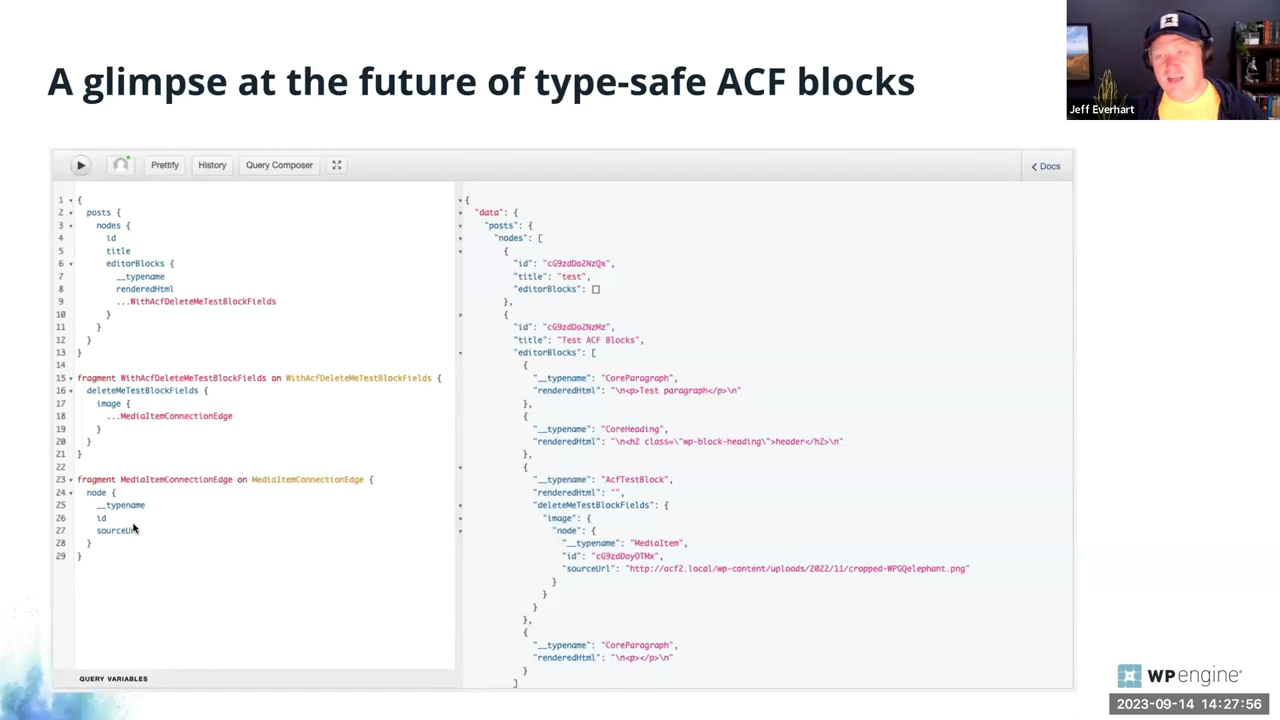 A glimpse at the future of type-safe ACF blocks
Jeff Everhart
Prettify History Query Composer Docs
1 {
2 posts {
3 nodes {
4 id
5 title
6 editorBlocks {
7 __typename
8 renderedHtml
9 ...WithAcfDeleteMeTestBlockFields
10 }
11 }
12 }
13 }
14
15 fragment WithAcfDeleteMeTestBlockFields on WithAcfDeleteMeTestBlockFields {
16 deleteMeTestBlockFields {
17 image {
18 ...MediaItemConnectionEdge
19 }
20 }
21 }
22
23 fragment MediaItemConnectionEdge on MediaItemConnectionEdge {
24 node {
25 __typename
26 id
27 sourceUrl
28 }
29 }
QUERY VARIABLES
{
"data": {
"posts": {
"nodes": [
{
"id": "cG9zdDo2NzQx",
"title": "test",
"editorBlocks": []
},
{
"id": "cG9zdDo2NzMz",
"title": "Test ACF Blocks",
"editorBlocks": [
{
"__typename": "CoreParagraph",
"renderedHtml": "\n<p>Test paragraph</p>\n"
},
{
"__typename": "CoreHeading",
"renderedHtml": "\n<h2 class=\"wp-block-heading\">header</h2>\n"
},
{
"__typename": "AcfTestBlock",
"renderedHtml": "",
"deleteMeTestBlockFields": {
"image": {
"node": {
"__typename": "MediaItem",
"id": "cG9zdDoyOTMx",
"sourceUrl": "http://acf2.local/wp-content/uploads/2022/11/cropped-WPGQelephant.png"
}
}
}
},
{
"__typename": "CoreParagraph",
"renderedHtml": "\n<p></p>\n"
}
]
WP engine®
2023-09-14 14:27:56